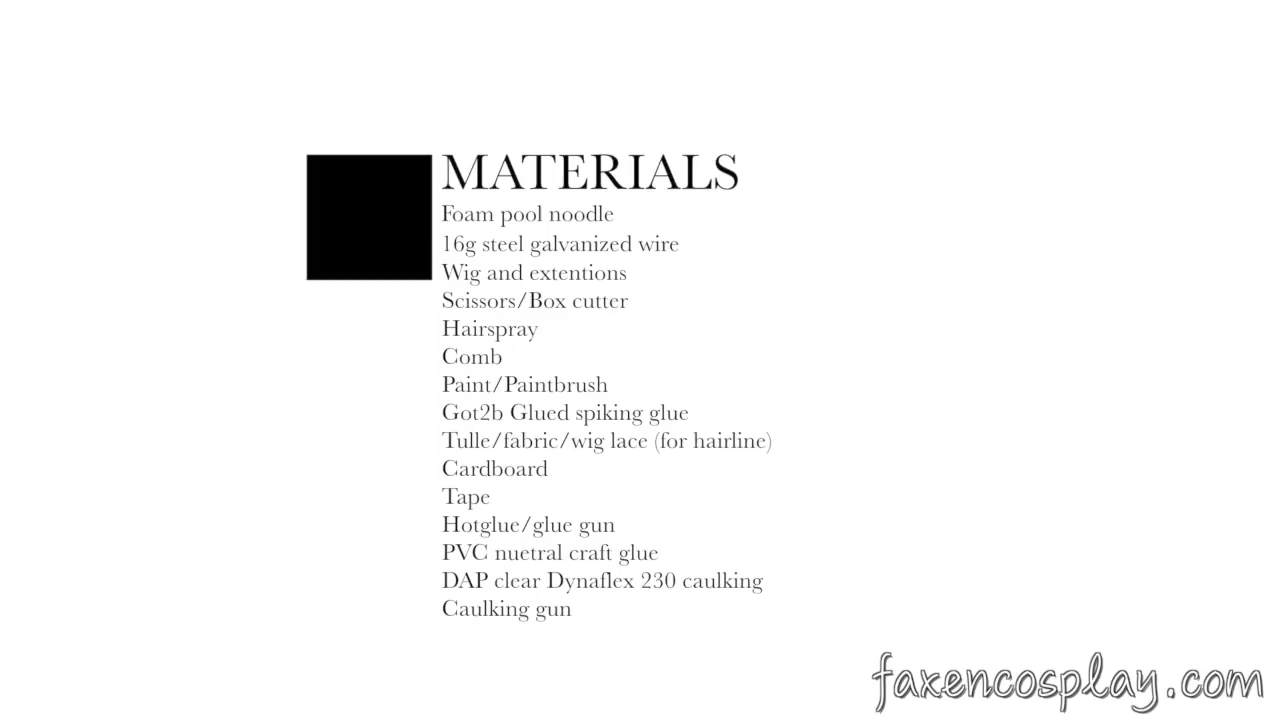 MATERIALS
Foam pool noodle
16g steel galvanized wire
Wig and extentions
Scissors/Box cutter
Hairspray
Comb
Paint/Paintbrush
Got2b Glued spiking glue
Tulle/fabric/wig lace (for hairline)
Cardboard
Tape
Hotglue/glue gun
PVC nuetral craft glue
DAP clear Dynaflex 230 caulking
Caulking gun
faxencosplay.com